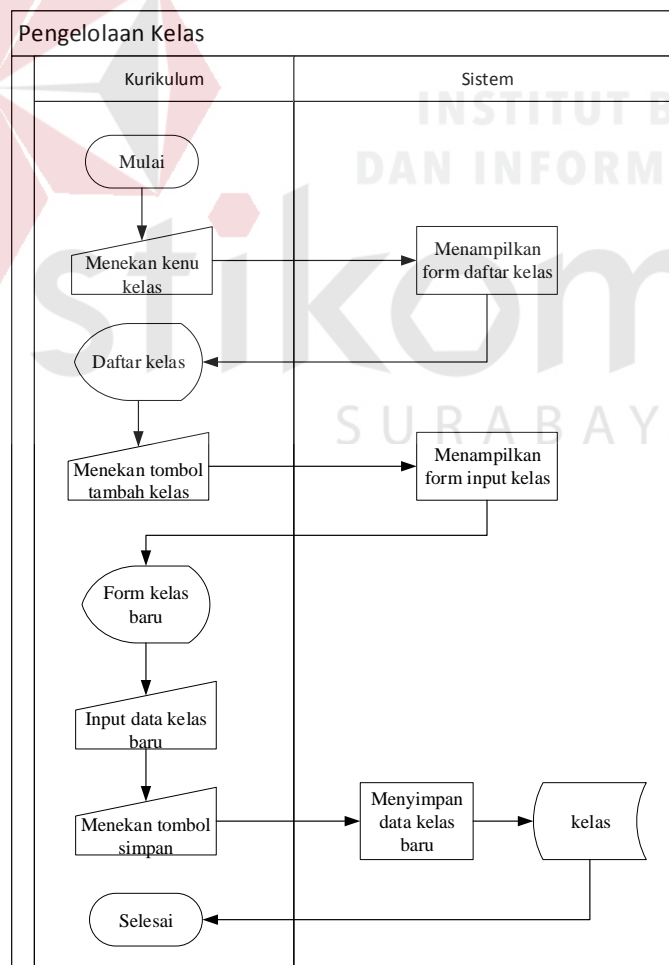 Pengelolaan Kelas
Kurikulum
Sistem
INSTITUT B
DAN INFORM
Mulai
Menekan kenu
kelas
Menampilkan
form daftar kelas
stikom
Daftar kelas
SURABAY
Menekan tombol
tambah kelas
Menampilkan
form input kelas
Form kelas
baru
Input data kelas
baru
Menekan tombol
simpan
Menyimpan
data kelas
baru
kelas
Selesai